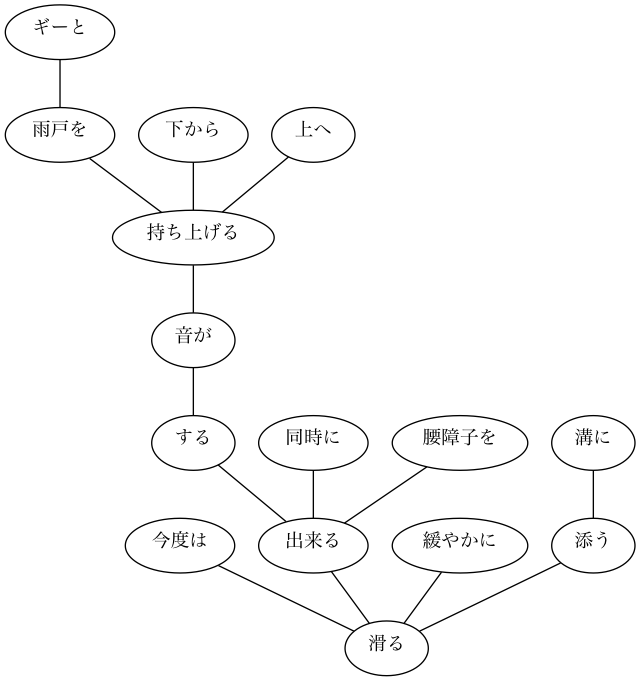 ギーと
雨戸を 下から 上へ
持ち上げる
音が
する 同時に 腰障子を 溝に
今度は 出来る 緩やかに 添う
滑る